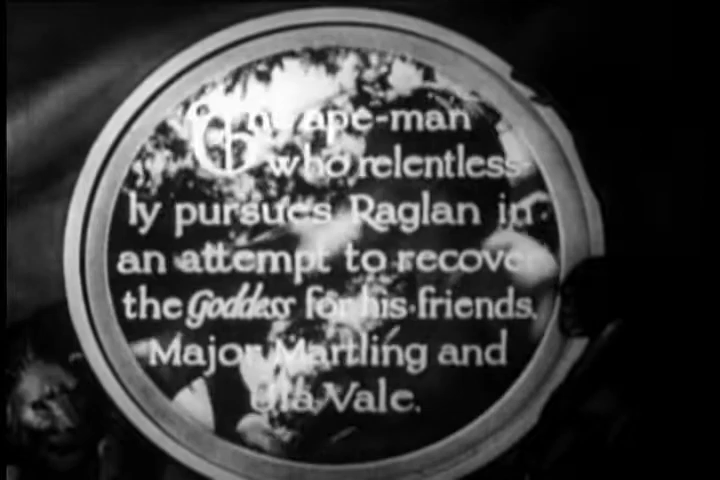 The ape-man
who relentless-
ly pursues Raglan in
an attempt to recover
the Goddess for his friends,
Major Martling and
Ula Vale.